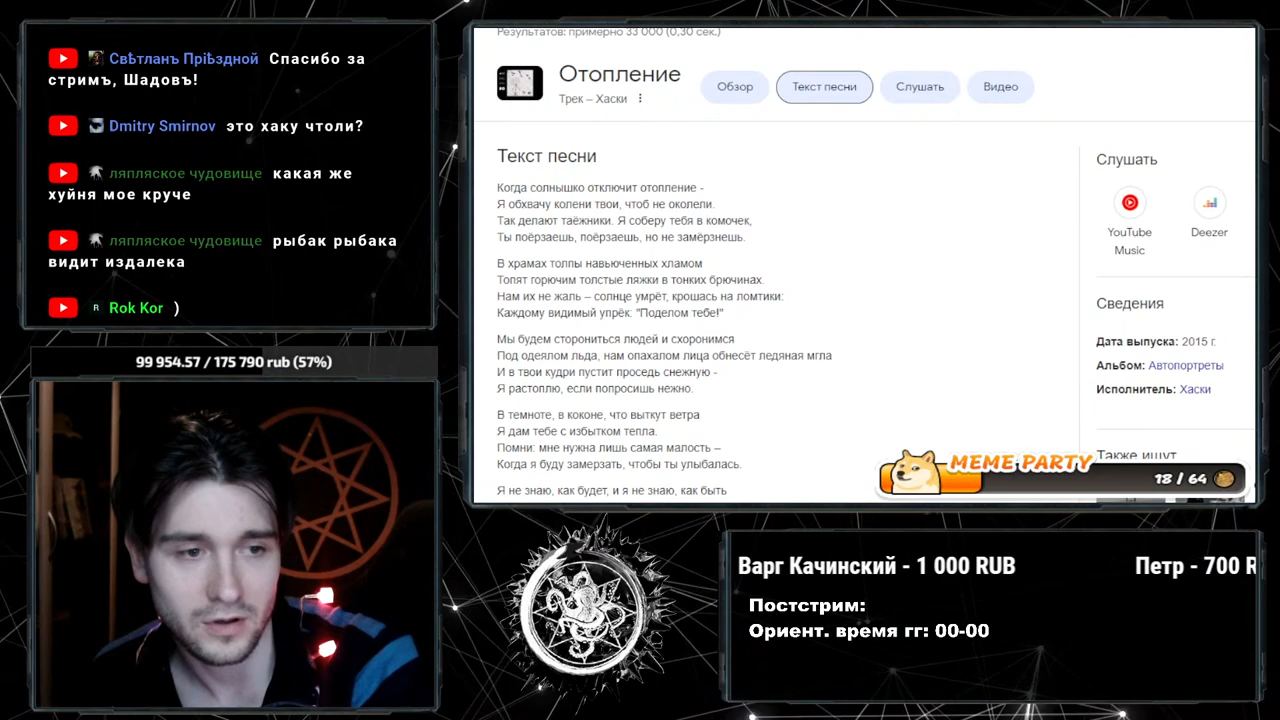 Свѣтланъ Пріѣздной Спасибо за
стримъ, Шадовъ!
Dmitry Smirnov это хаку чтоли?
ляпляское чудовище какая же
хуйня мое круче
ляпляское чудовище рыбак рыбака
видит издалека
R Rok Kor )
99 954.57 / 175 790 rub (57%)
Результатов: примерно 33 000 (0,30 сек.)
Отопление
Трек – Хаски
Обзор
Текст песни
Слушать
Видео
Текст песни
Когда солнышко отключит отопление -
Я обхвачу колени твои, чтоб не околели.
Так делают таёжники. Я соберу тебя в комочек,
Ты поёрзаешь, поёрзаешь, но не замёрзнешь.
В храмах толпы навьюченных хламом
Топят горючим толстые ляжки в тонких брючинах.
Нам их не жаль – солнце умрёт, крошась на ломтики:
Каждому видимый упрёк: "Поделом тебе!"
Мы будем сторониться людей и схоронимся
Под одеялом льда, нам опахалом лица обнесёт ледяная мгла
И в твои кудри пустит проседь снежную -
Я растоплю, если попросишь нежно.
В темноте, в коконе, что выткут ветра
Я дам тебе с избытком тепла.
Помни: мне нужна лишь самая малость –
Когда я буду замерзать, чтобы ты улыбалась.
Я не знаю, как будет, и я не знаю, как быть
Слушать
YouTube Music
Deezer
Сведения
Дата выпуска: 2015 г.
Альбом: Автопортреты
Исполнитель: Хаски
Также ищут
MEME PARTY
18 / 64
Варг Качинский - 1 000 RUB
Петр - 700 R
Постстрим:
Ориент. время гг: 00-00